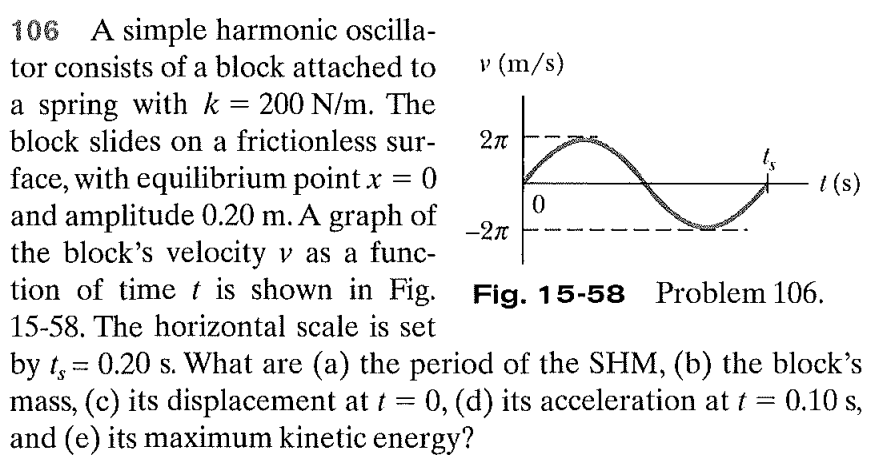 106 A simple harmonic oscilla-
tor consists of a block attached to
a spring with k = 200 N/m. The
block slides on a frictionless sur-
face, with equilibrium point x = 0
and amplitude 0.20 m. A graph of
the block's velocity v as a func-
tion of time t is shown in Fig.
15-58. The horizontal scale is set
by tₛ = 0.20 s. What are (a) the period of the SHM, (b) the block's
mass, (c) its displacement at t = 0, (d) its acceleration at t = 0.10 s,
and (e) its maximum kinetic energy?
v (m/s)
2π
tₛ
t (s)
0
−2π
Fig. 15-58 Problem 106.